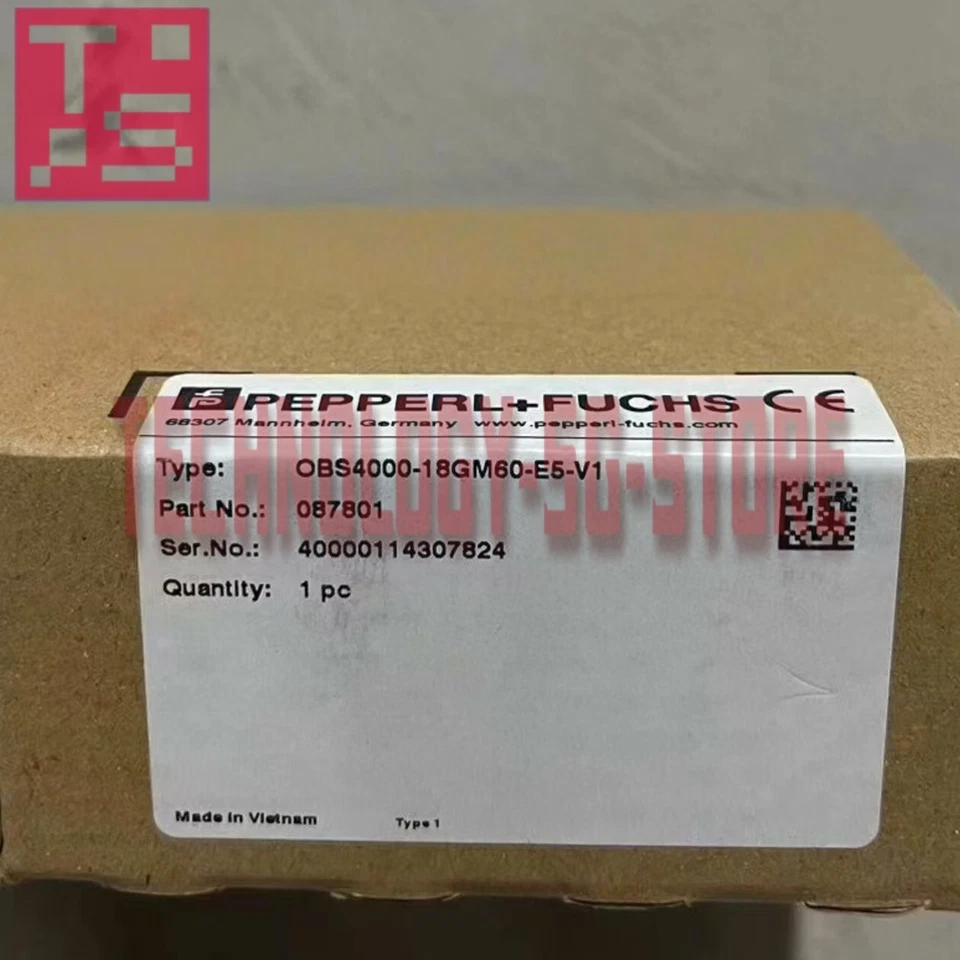 TS
PEPPERL+FUCHS CE
68307 Mannheim, Germany www.pepperl-fuchs.com
TECHNOLOGY-SG-STORE
Type: OBS4000-18GM60-E5-V1
Part No.: 087801
Ser.No.: 40000114307824
Quantity: 1 pc
Made in Vietnam Type 1